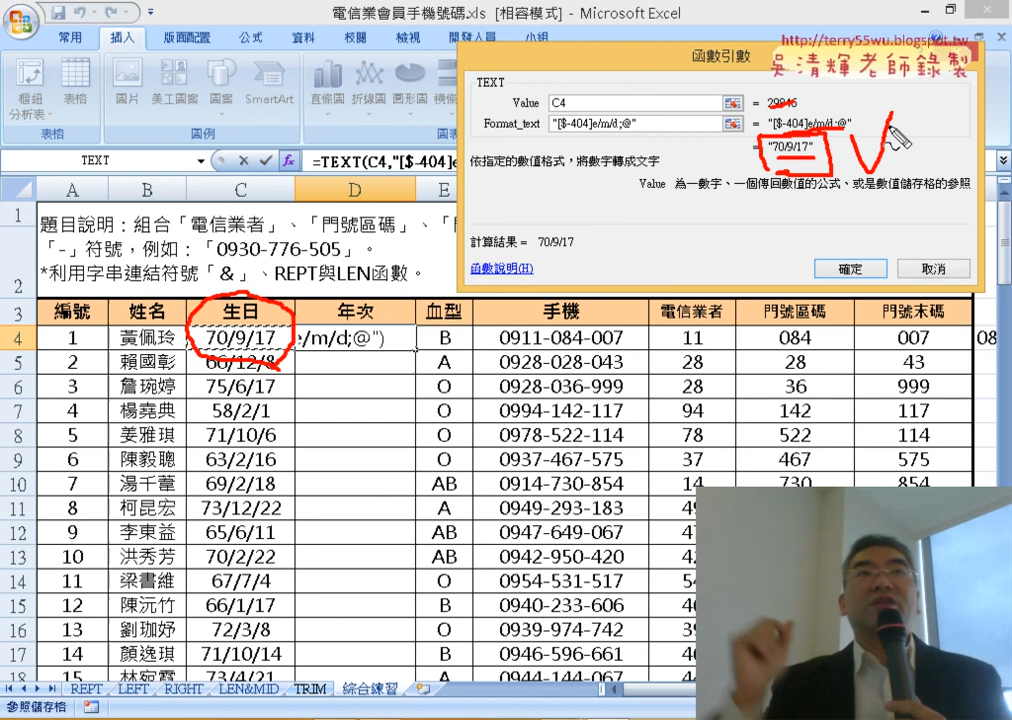 電信業會員手機號碼.xls [相容模式] - Microsoft Excel
http://terry55wu.blogspot.tw
吳清輝老師錄製
常用 插入 版面配置 公式 資料 校閱 檢視 開發人員 小組
樞紐分析表 表格 圖片 美工圖案 圖案 SmartArt 直條圖 折線圖 圓形圖
表格 圖例
函數引數
TEXT
Value C4 = 29846
Format_text "[$-404]e/m/d;@" = "[$-404]e/m/d;@"
= "70/9/17"
依指定的數值格式，將數字轉成文字
Value 為一數字、一個傳回數值的公式、或是數值儲存格的參照
計算結果 = 70/9/17
函數說明(H) 確定 取消
TEXT =TEXT(C4,"[$-404]e
A B C D E
1 題目說明：組合「電信業者」、「門號區碼」、「
「-」符號，例如：「0930-776-505」。
2 *利用字串連結符號「&」、REPT與LEN函數。
3 編號 姓名 生日 年次 血型 手機 電信業者 門號區碼 門號末碼
4 1 黃佩玲 70/9/17 e/m/d;@") B 0911-084-007 11 084 007 08
5 2 賴國彰 66/12/8 A 0928-028-043 28 28 43
6 3 詹琬婷 75/6/17 O 0928-036-999 28 36 999
7 4 楊堯典 58/2/1 O 0994-142-117 94 142 117
8 5 姜雅琪 71/10/6 O 0978-522-114 78 522 114
9 6 陳毅聰 63/2/16 O 0937-467-575 37 467 575
10 7 湯千葦 69/2/18 AB 0914-730-854 14 730 854
11 8 柯昆宏 73/12/22 A 0949-293-183
12 9 李東益 65/6/11 AB 0947-649-067
13 10 洪秀芳 70/2/22 AB 0942-950-420
14 11 梁書維 67/7/4 O 0954-531-517
15 12 陳沅竹 66/1/17 B 0940-233-606
16 13 劉珈妤 72/3/8 O 0939-974-742
17 14 顏逸琪 71/10/14 B 0946-596-661
18 15 73/4/21 O 0944-144-067
REPT LEFT RIGHT LEN&MID TRIM 綜合練習
參照儲存格